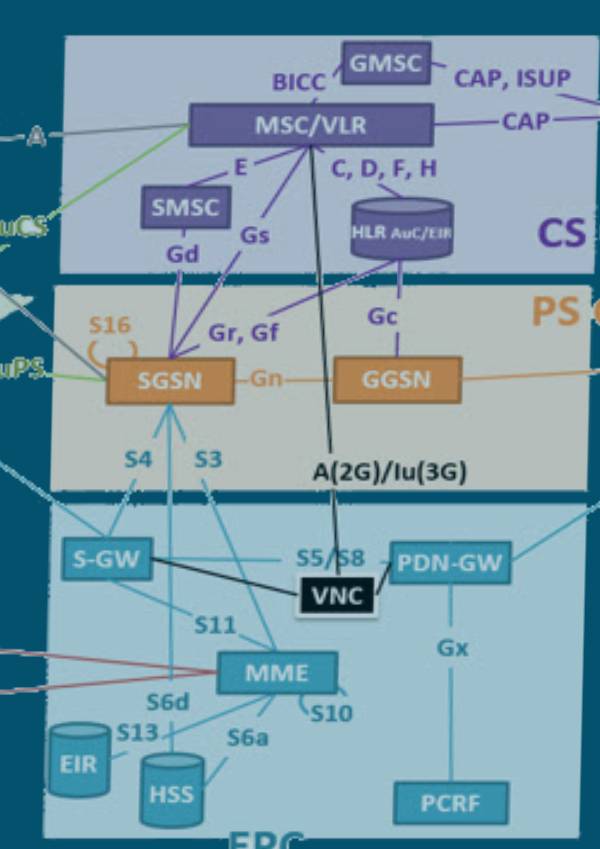 GMSC
BICC
CAP, ISUP
MSC/VLR
CAP
A
E
C, D, F, H
SMSC
HLR AuC/EIR
uCS
Gs
CS
Gd
S16
PS
Gr, Gf
Gc
uPS
SGSN
Gn
GGSN
S4
S3
A(2G)/Iu(3G)
S-GW
S5/S8
PDN-GW
VNC
S11
Gx
MME
S6d
S10
S13
S6a
EIR
HSS
PCRF
EPC